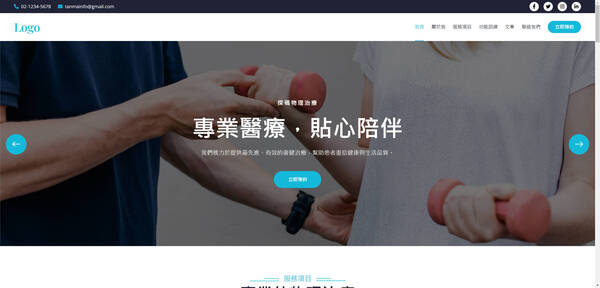 02-1234-5678 tanmainfo@gmail.com
Logo
首頁 關於我 服務項目 功能訓練 文章 聯絡我們 立即預約
探碼物理治療
專業醫療，貼心陪伴
我們致力於提供最先進、有效的復健治療，幫助患者重拾健康與生活品質。
立即預約
服務項目